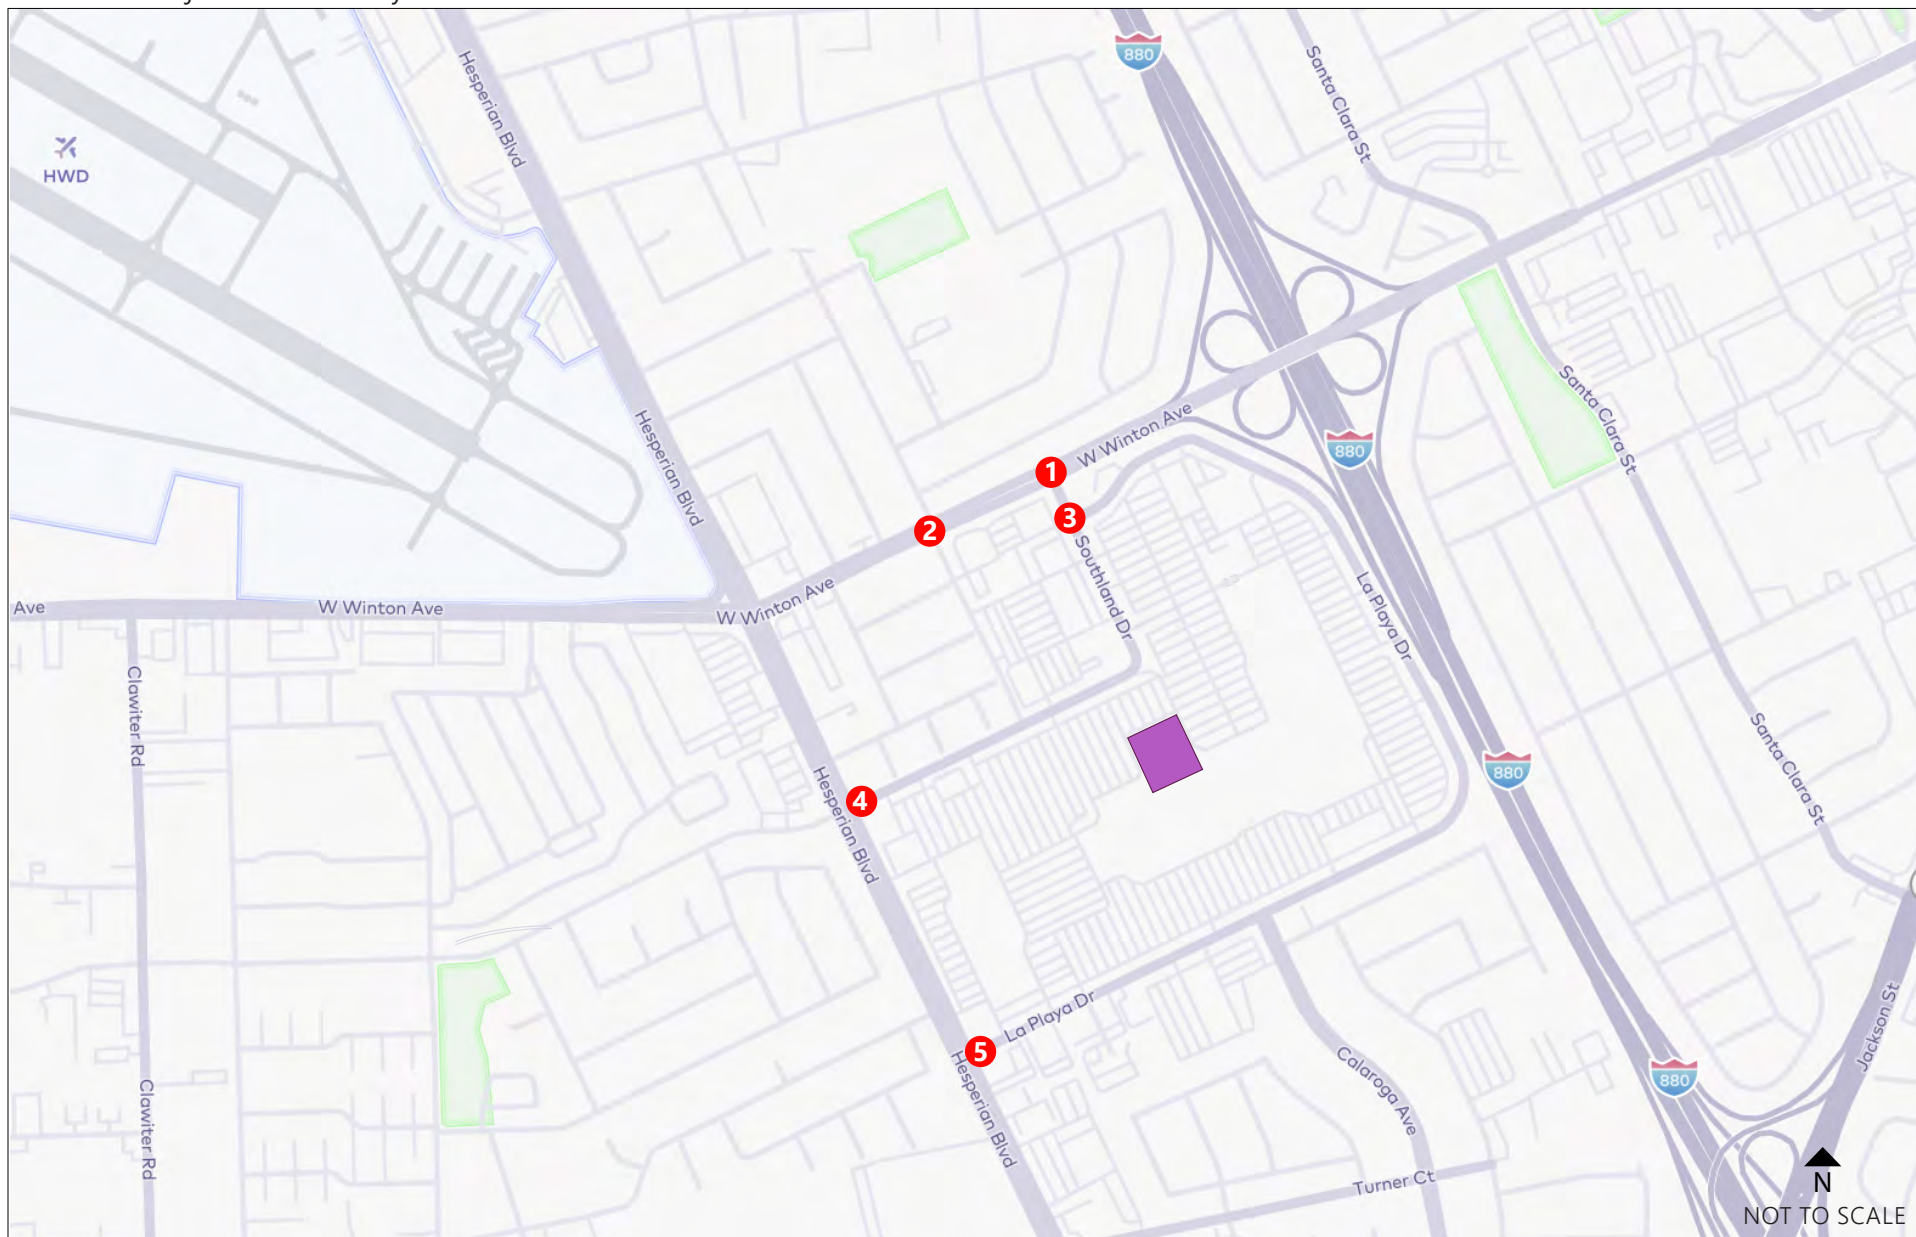 880
Santa Clara St
Hesperian Blvd
HWD
Santa Clara St
Hesperian Blvd
W Winton Ave
880
1
2
3
Southland Dr
La Playa Dr
Ave
W Winton Ave
W Winton Ave
Clawiter Rd
Santa Clara St
880
4
Hesperian Blvd
La Playa Dr
5
Jackson St
Calaroga Ave
880
Hesperian Blvd
Clawiter Rd
Turner Ct
N
NOT TO SCALE